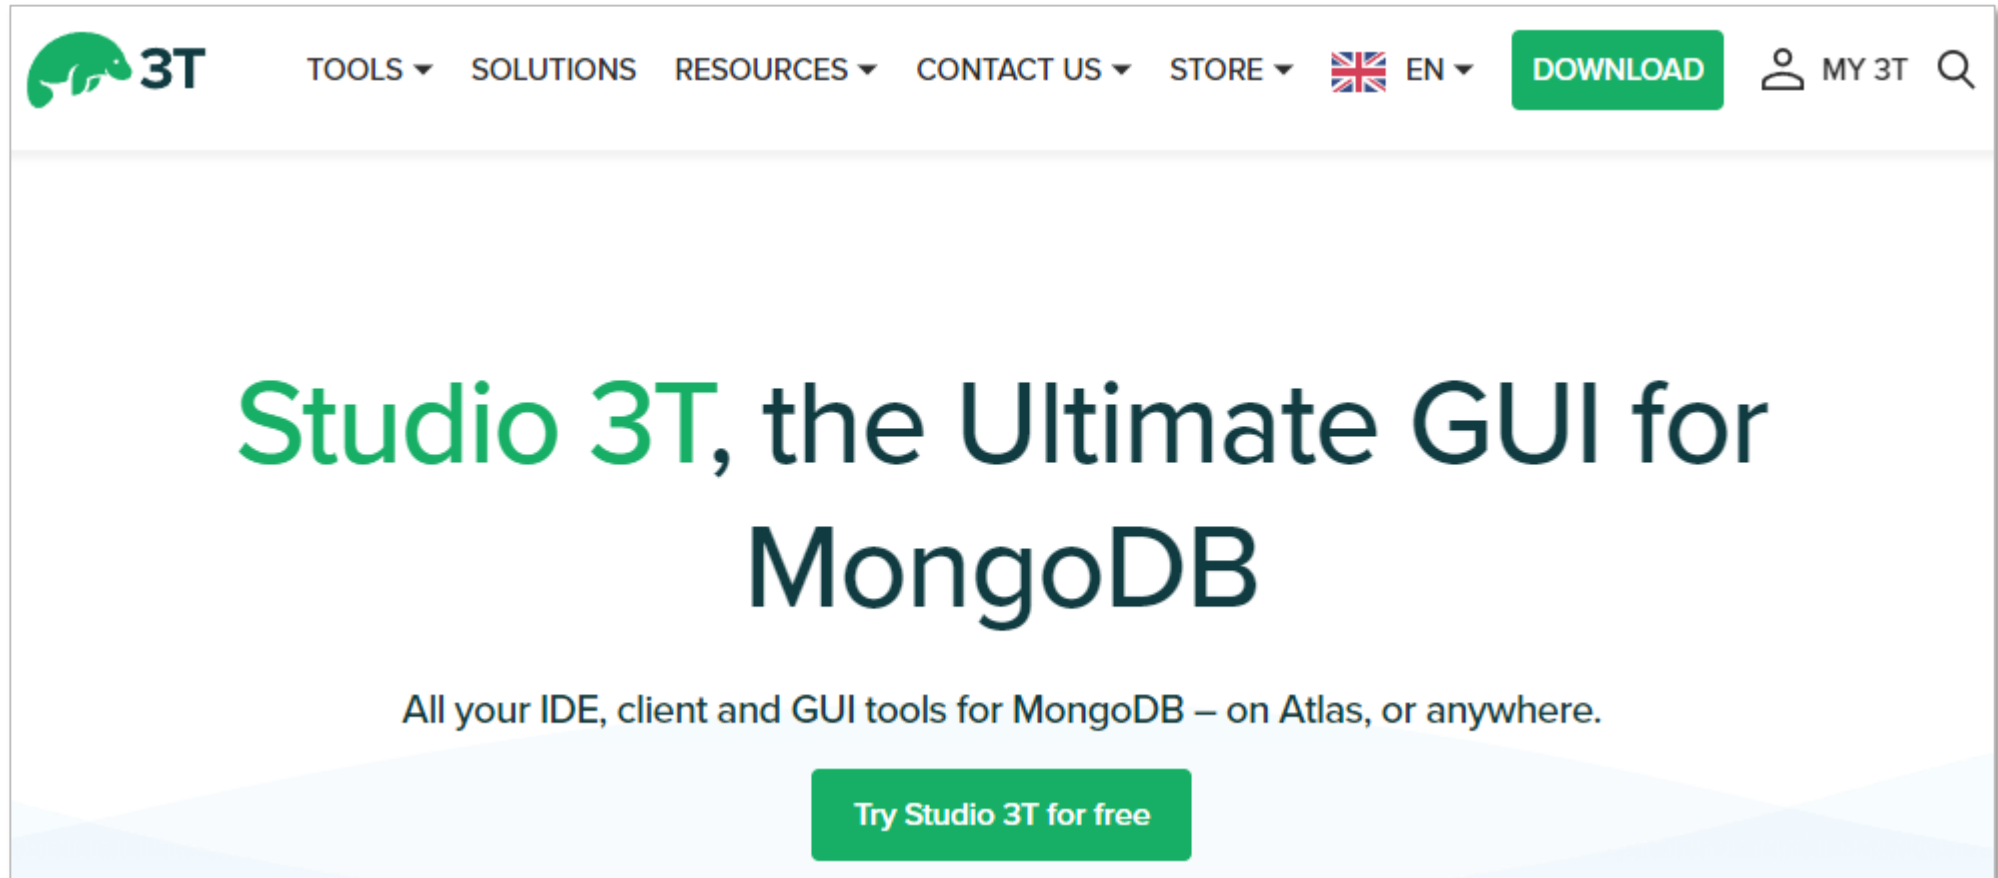 3T TOOLS SOLUTIONS RESOURCES CONTACT US STORE EN DOWNLOAD MY 3T
Studio 3T, the Ultimate GUI for
MongoDB
All your IDE, client and GUI tools for MongoDB – on Atlas, or anywhere.
Try Studio 3T for free